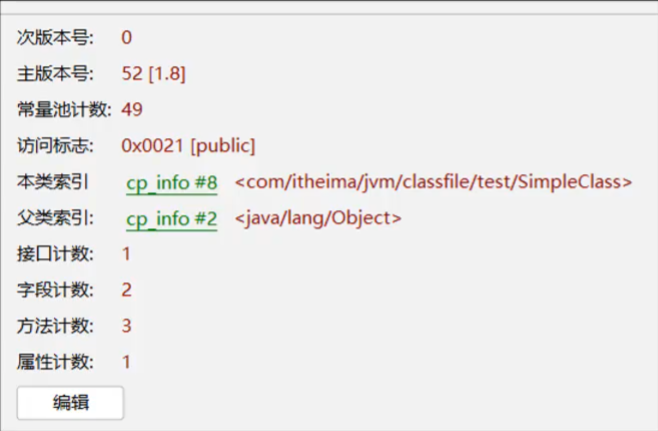 次版本号: 0
主版本号: 52 [1.8]
常量池计数: 49
访问标志: 0x0021 [public]
本类索引 cp_info #8 <com/itheima/jvm/classfile/test/SimpleClass>
父类索引: cp_info #2 <java/lang/Object>
接口计数: 1
字段计数: 2
方法计数: 3
属性计数: 1
编辑